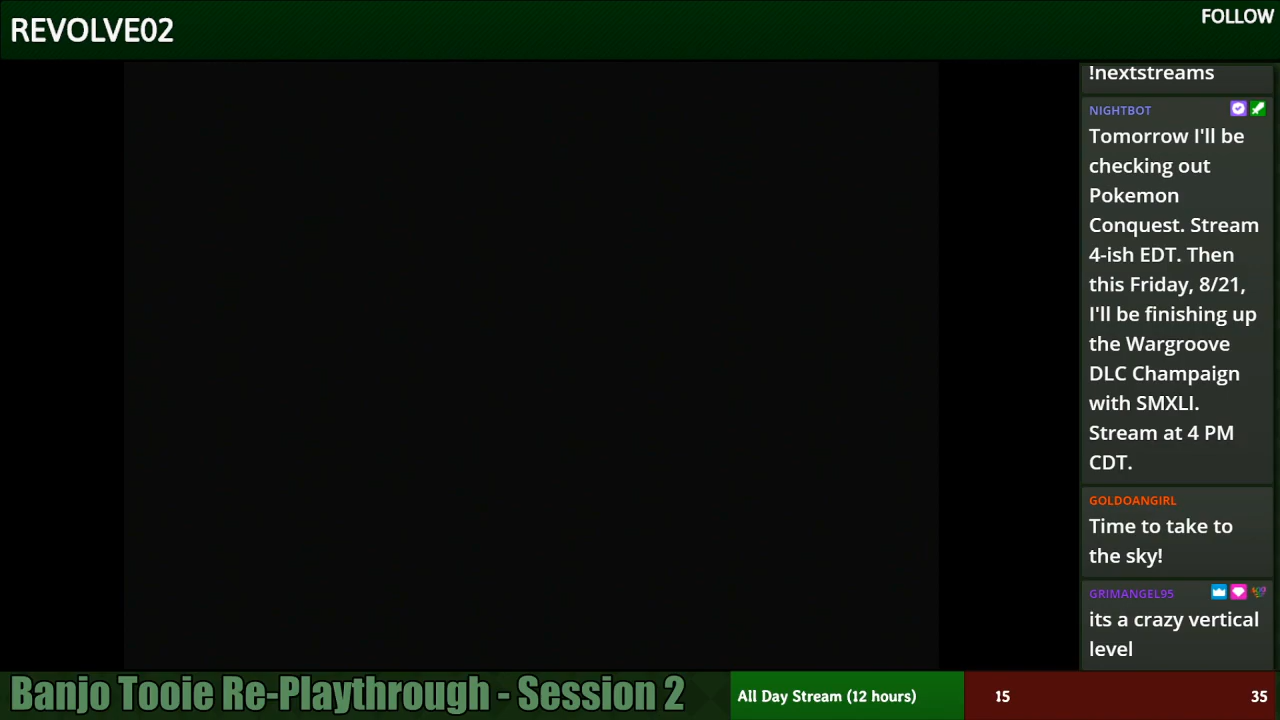 REVOLVE02
FOLLOW
!nextstreams
NIGHTBOT
Tomorrow I'll be
checking out
Pokemon
Conquest. Stream
4-ish EDT. Then
this Friday, 8/21,
I'll be finishing up
the Wargroove
DLC Champaign
with SMXLI.
Stream at 4 PM
CDT.
GOLDOANGIRL
Time to take to
the sky!
GRIMANGEL95
its a crazy vertical
level
Banjo Tooie Re-Playthrough - Session 2
All Day Stream (12 hours)
15
35